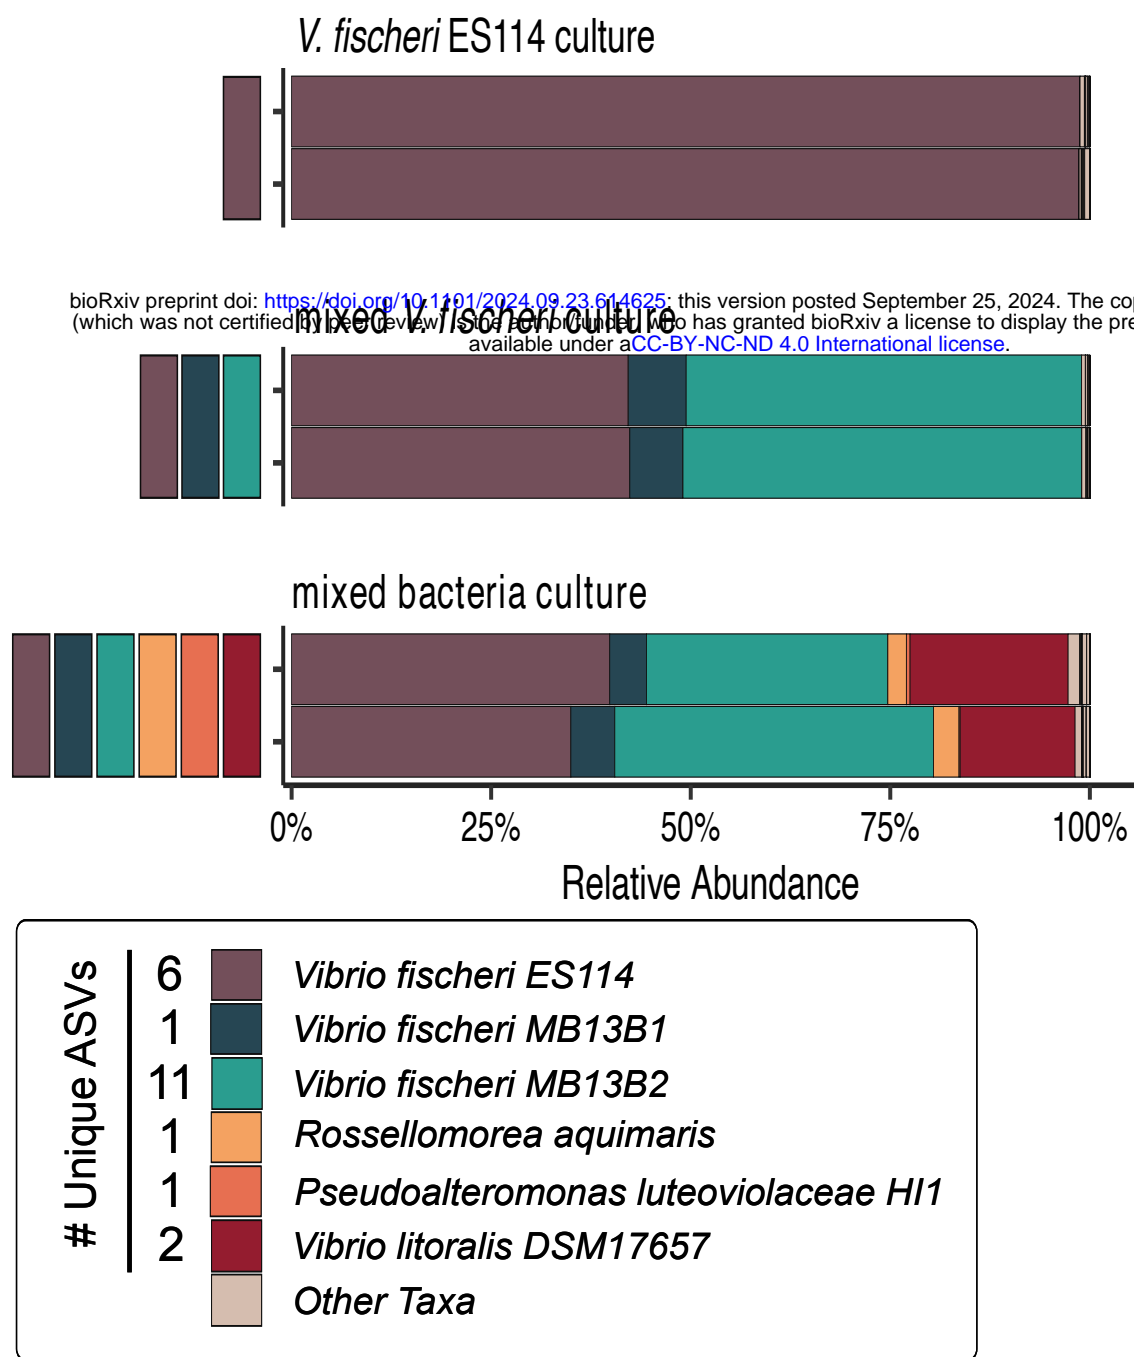 V. fischeri ES114 culture
bioRxiv preprint doi: https://doi.org/10.1101/2024.09.23.614625; this version posted September 25, 2024. The
mixed V. fischeri culture
(which was not certified by peer review) is the author/funder, who has granted bioRxiv a license to display the
available under aCC-BY-NC-ND 4.0 International license.
mixed bacteria culture
0% 25% 50% 75% 100%
Relative Abundance
# Unique ASVs
6 Vibrio fischeri ES114
1 Vibrio fischeri MB13B1
11 Vibrio fischeri MB13B2
1 Rossellomorea aquimaris
1 Pseudoalteromonas luteoviolaceae HI1
2 Vibrio litoralis DSM17657
Other Taxa